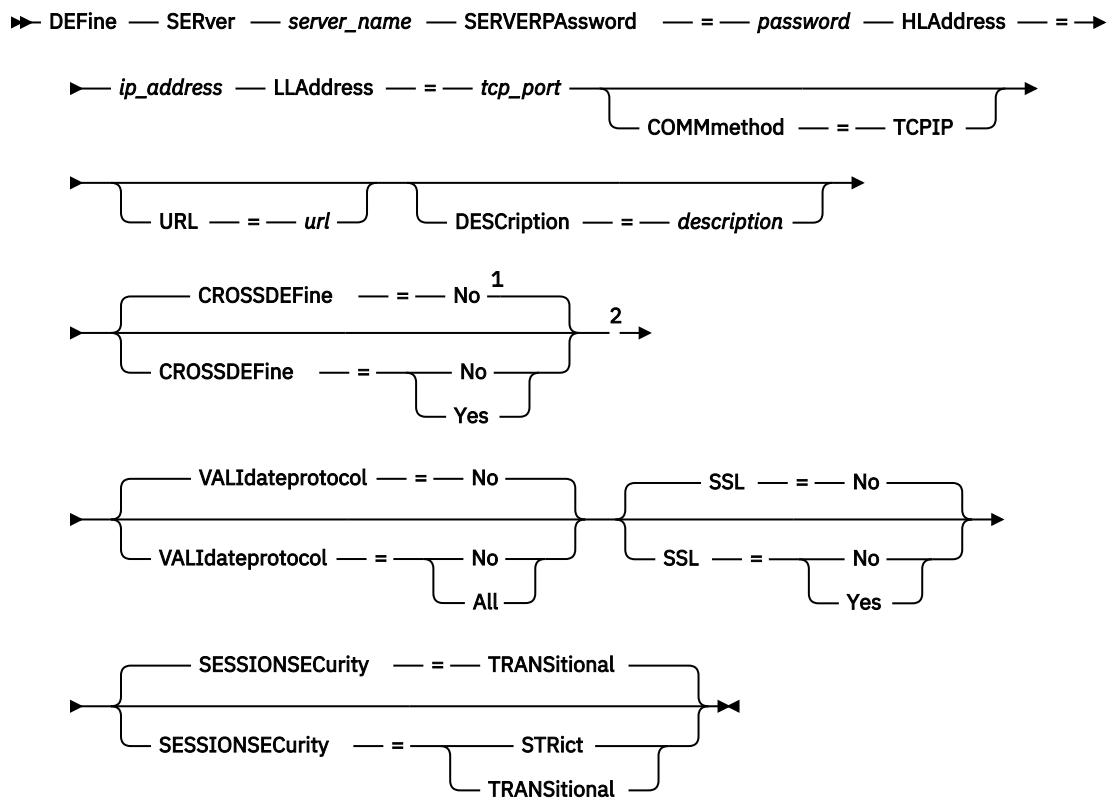 DEFine SERver server_name SERVERPAssword = password HLAddress =
ip_address LLAddress = tcp_port
COMMmethod = TCPIP
URL = url DESCription = description
CROSSDEFine = No 1
2
CROSSDEFine = No
Yes
VALIdateprotocol = No SSL = No
VALIdateprotocol = No SSL = No
All Yes
SESSIONSECurity = TRANSitional
SESSIONSECurity = STRict
TRANSitional